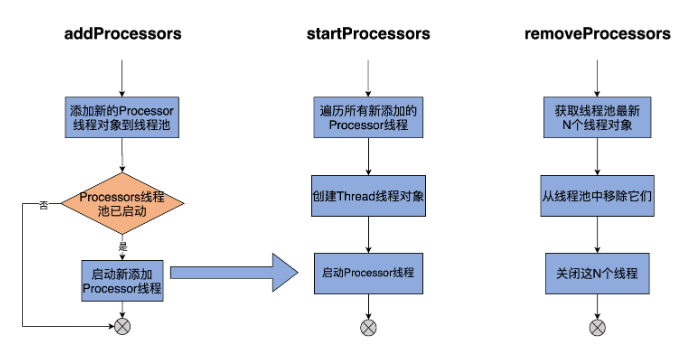 addProcessors
添加新的Processor
线程对象到线程池
Processors线程
池已启动
否
是
启动新添加
Processor线程
startProcessors
遍历所有新添加的
Processor线程
创建Thread线程对象
启动Processor线程
removeProcessors
获取线程池最新
N个线程对象
从线程池中移除它们
关闭这N个线程